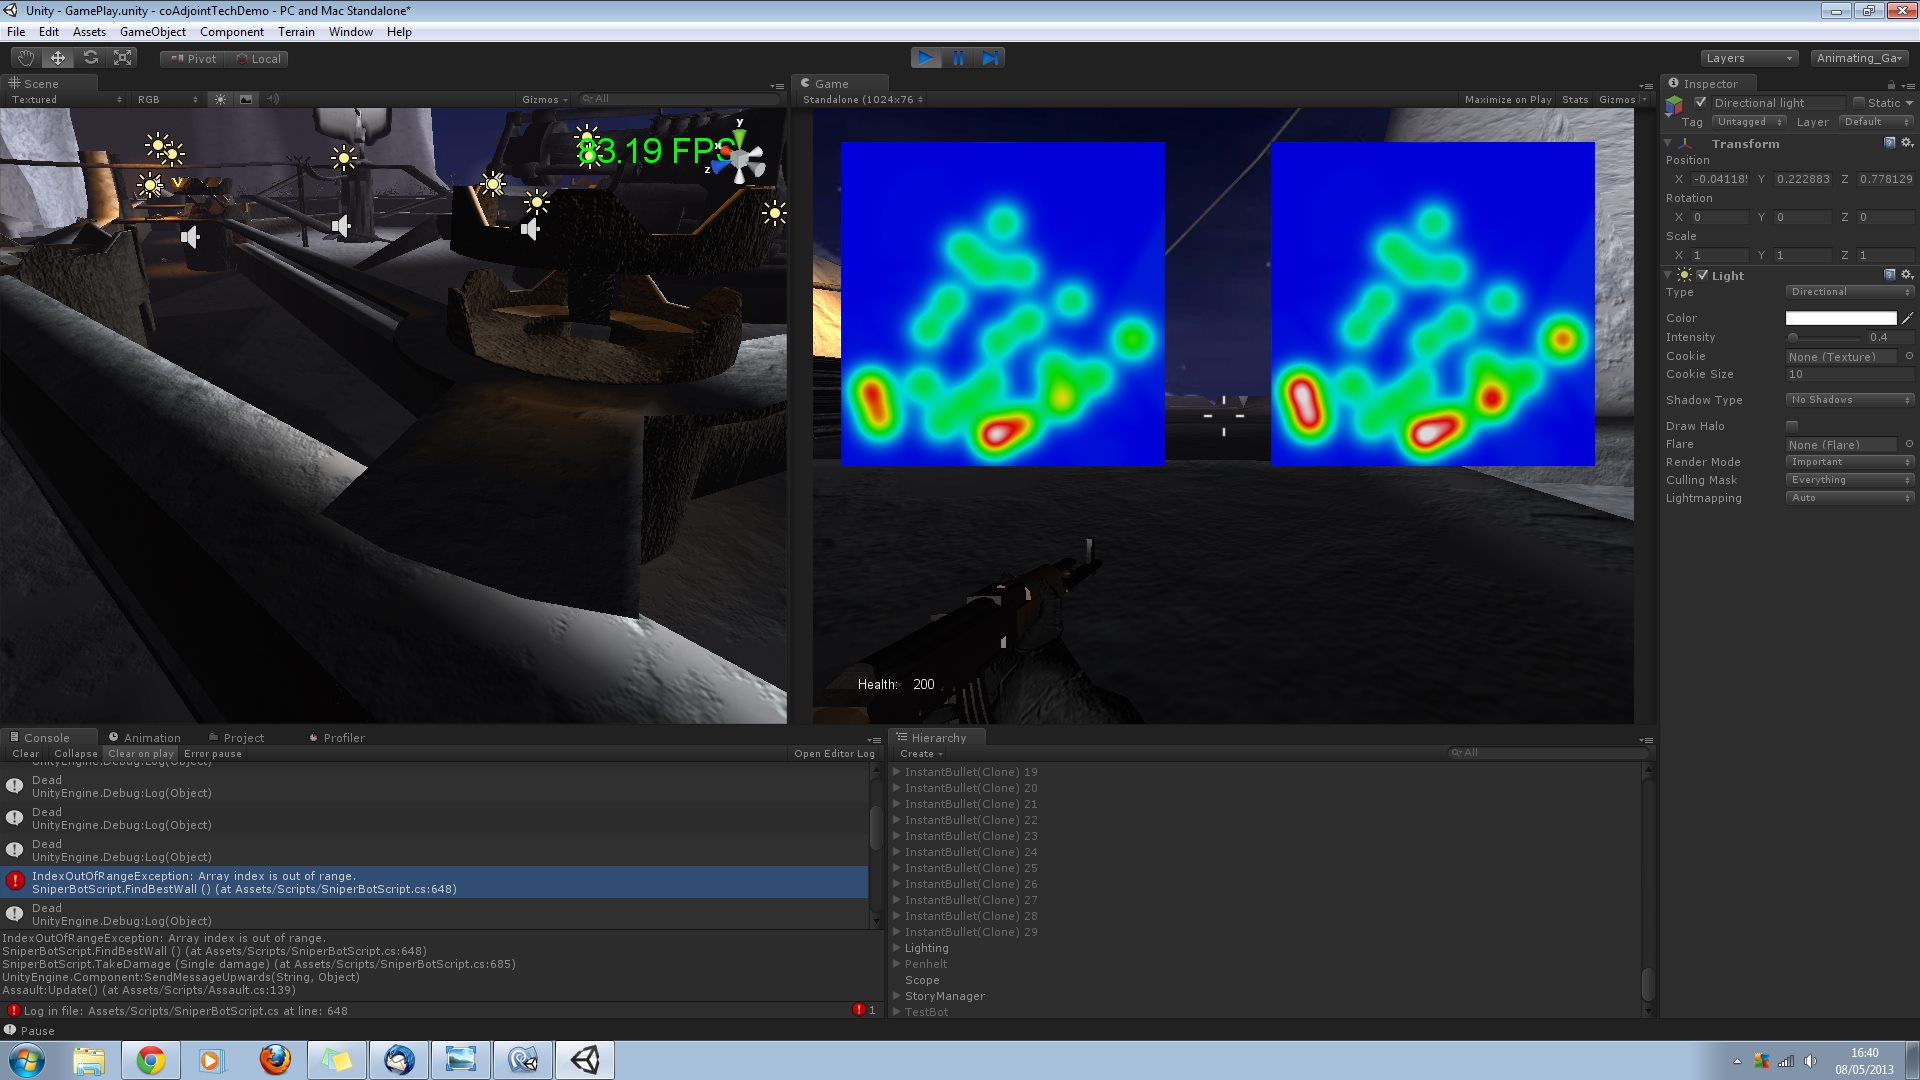 Unity - GamePlay.unity - coAdjointTechDemo - PC and Mac Standalone*
File Edit Assets GameObject Component Terrain Window Help
Pivot Local
Layers
Animating_Ga
Scene
Textured RGB Gizmos All
83.19 FPS
y
x
z
Game
Standalone (1024x76 Maximize on Play Stats Gizmos
Health: 200
Inspector
Directional light Static
Tag Untagged Layer Default
Transform
Position
X -0.04118 Y 0.222883 Z 0.778129
Rotation
X 0 Y 0 Z 0
Scale
X 1 Y 1 Z 1
Light
Type Directional
Color
Intensity 0.4
Cookie None (Texture)
Cookie Size 10
Shadow Type No Shadows
Draw Halo
Flare None (Flare)
Render Mode Important
Culling Mask Everything
Lightmapping Auto
Console Animation Project Profiler
Clear Collapse Clear on play Error pause Open Editor Log
UnityEngine.Debug:Log(Object)
Dead
UnityEngine.Debug:Log(Object)
Dead
UnityEngine.Debug:Log(Object)
Dead
UnityEngine.Debug:Log(Object)
IndexOutOfRangeException: Array index is out of range.
SniperBotScript.FindBestWall () (at Assets/Scripts/SniperBotScript.cs:648)
Dead
UnityEngine.Debug:Log(Object)
IndexOutOfRangeException: Array index is out of range.
SniperBotScript.FindBestWall () (at Assets/Scripts/SniperBotScript.cs:648)
SniperBotScript.TakeDamage (Single damage) (at Assets/Scripts/SniperBotScript.cs:685)
UnityEngine.Component:SendMessageUpwards(String, Object)
Assault:Update() (at Assets/Scripts/Assault.cs:139)
Log in file: Assets/Scripts/SniperBotScript.cs at line: 648
1
Pause
Hierarchy
Create All
InstantBullet(Clone) 19
InstantBullet(Clone) 20
InstantBullet(Clone) 21
InstantBullet(Clone) 22
InstantBullet(Clone) 23
InstantBullet(Clone) 24
InstantBullet(Clone) 25
InstantBullet(Clone) 26
InstantBullet(Clone) 27
InstantBullet(Clone) 28
InstantBullet(Clone) 29
Lighting
Penhelt
Scope
StoryManager
TestBot
16:40
08/05/2013